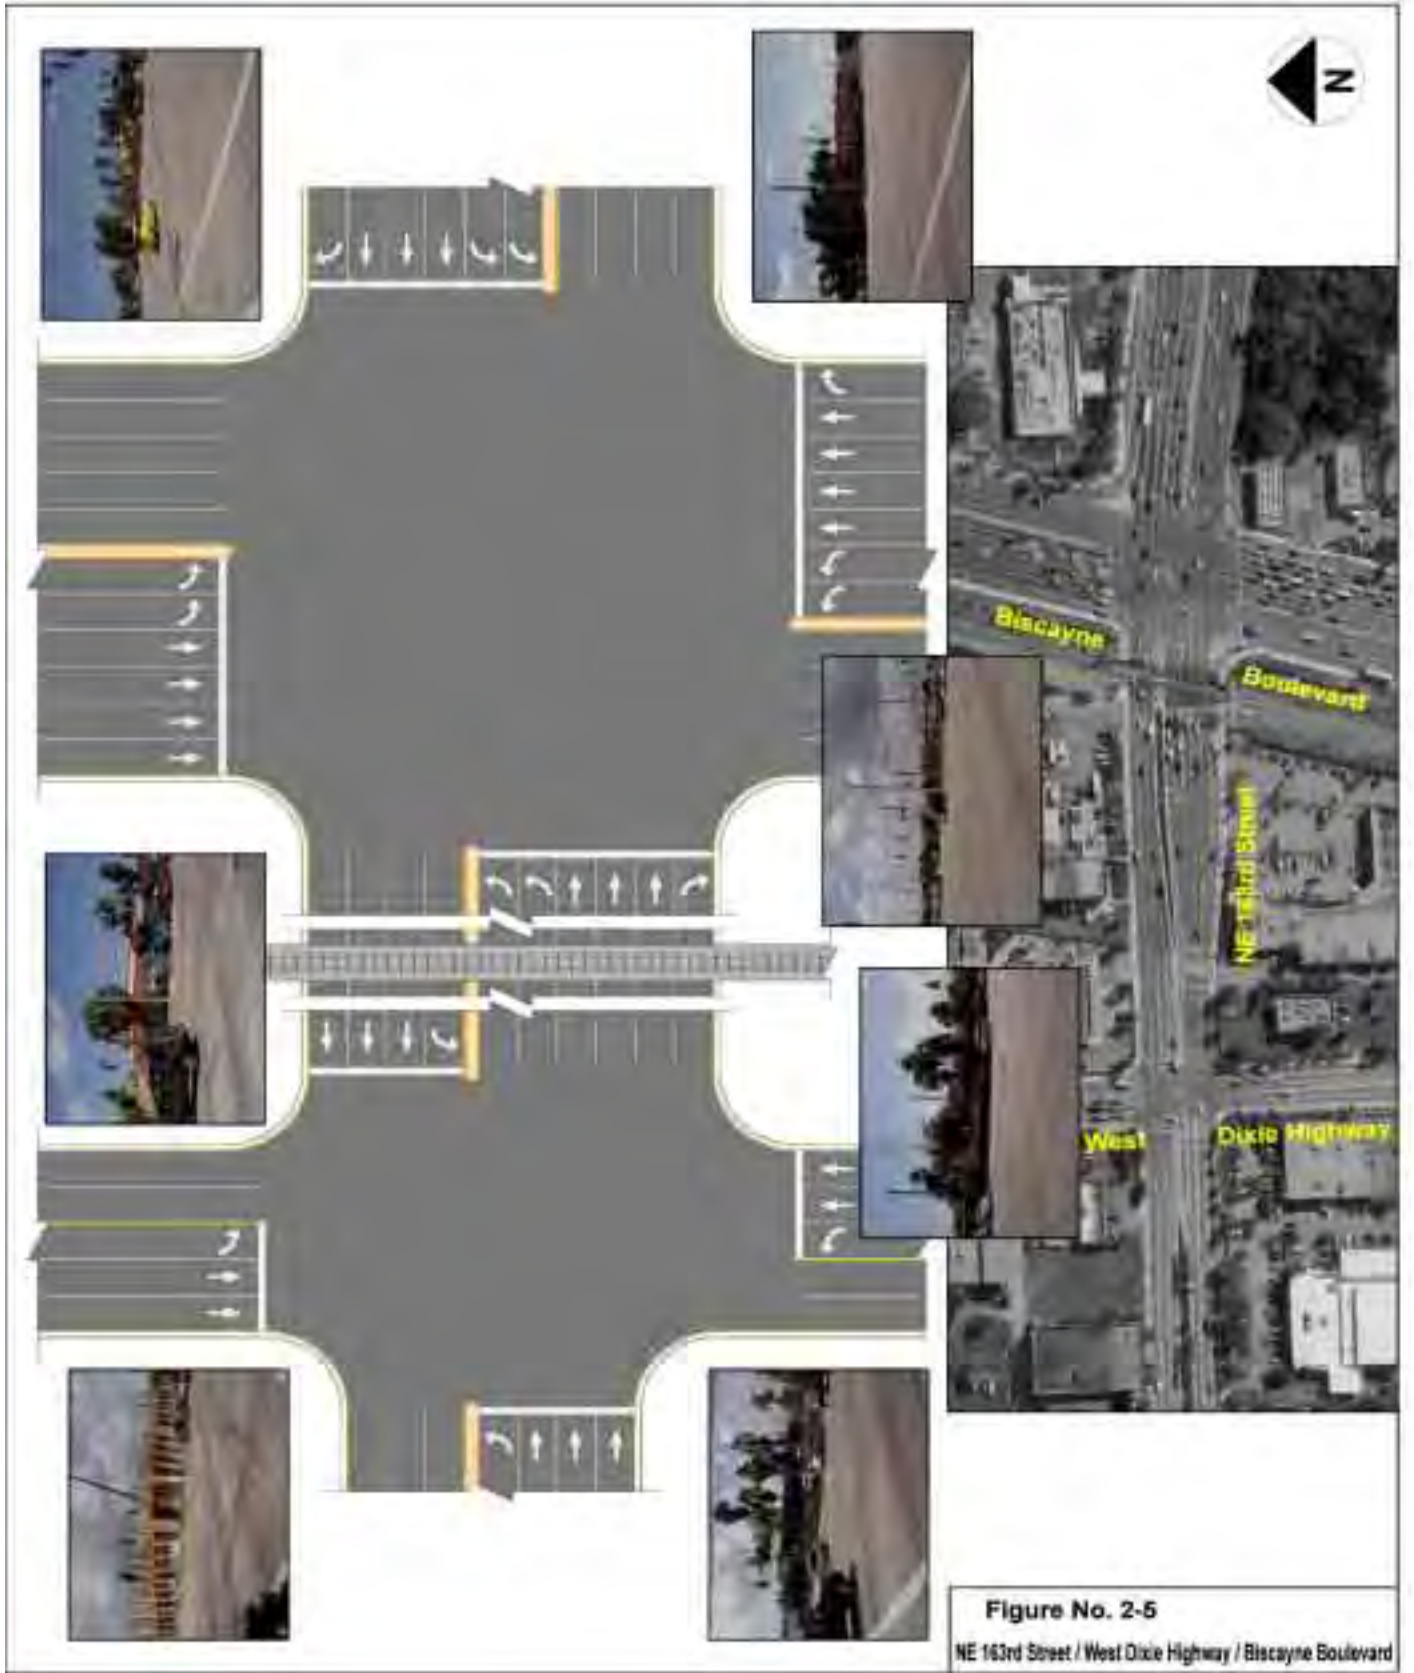 N
Biscayne
Boulevard
NE 163rd Street
West
Dixie Highway
Figure No. 2-5
NE 163rd Street / West Dixie Highway / Biscayne Boulevard